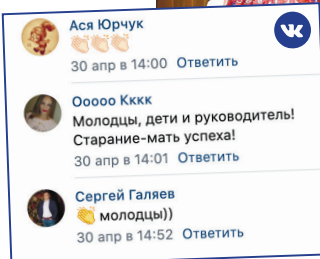 Ася Юрчук
👏🏻👏🏻👏🏻
30 апр в 14:00 Ответить
Ооооо Кккк
Молодцы, дети и руководитель!
Старание-мать успеха!
30 апр в 14:01 Ответить
Сергей Галяев
👏 молодцы))
30 апр в 14:52 Ответить